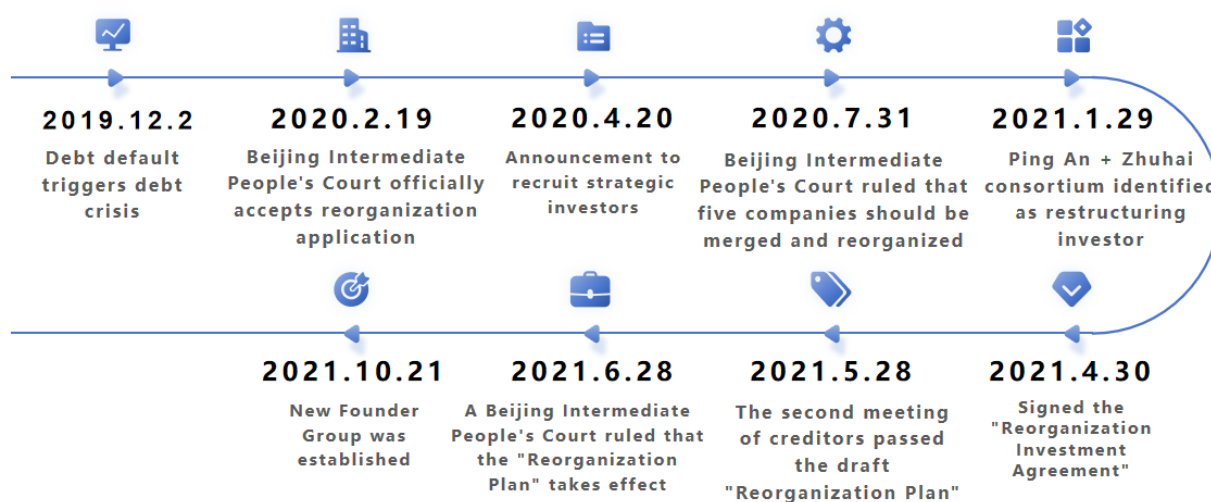 2019.12.2
Debt default
triggers debt
crisis
2020.2.19
Beijing Intermediate
People's Court officially
accepts reorganization
application
2020.4.20
Announcement to
recruit strategic
investors
2020.7.31
Beijing Intermediate
People's Court ruled that
five companies should be
merged and reorganized
2021.1.29
Ping An + Zhuhai
consortium identified
as restructuring
investor
2021.4.30
Signed the
"Reorganization
Investment
Agreement"
2021.5.28
The second meeting
of creditors passed
the draft
"Reorganization Plan"
2021.6.28
A Beijing Intermediate
People's Court ruled that
the "Reorganization
Plan" takes effect
2021.10.21
New Founder
Group was
established